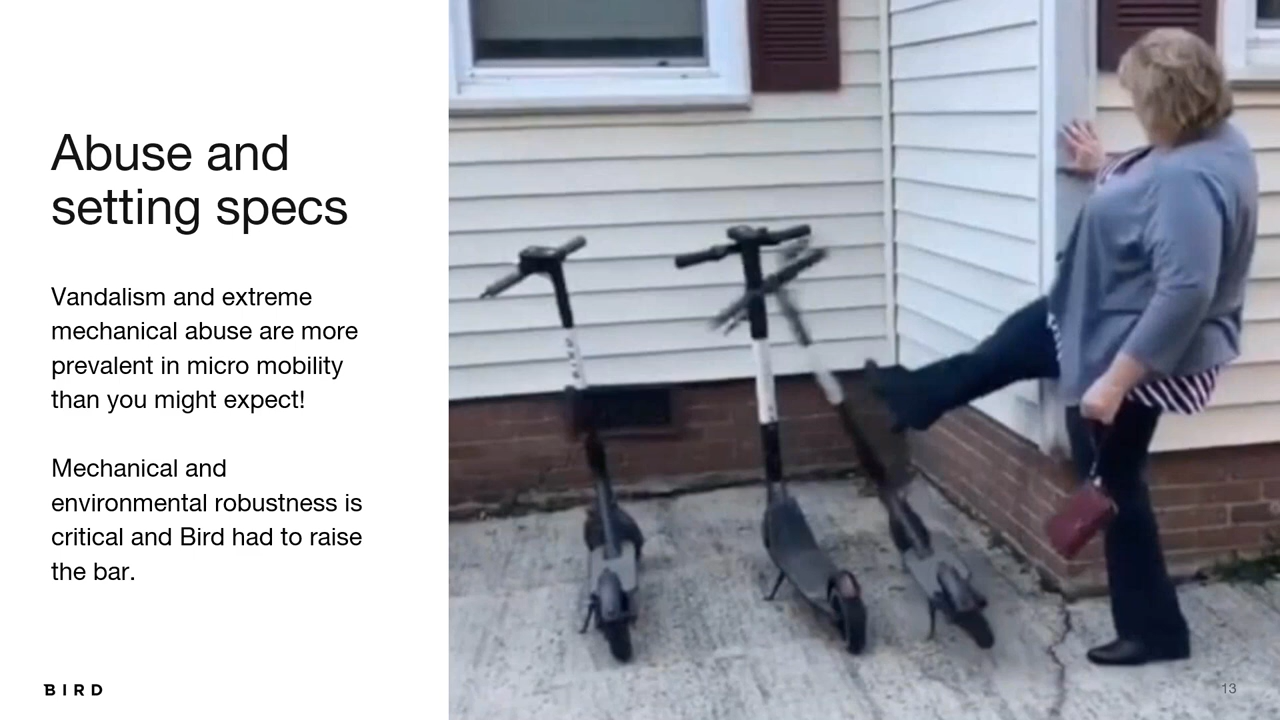 Abuse and
setting specs
Vandalism and extreme
mechanical abuse are more
prevalent in micro mobility
than you might expect!
Mechanical and
environmental robustness is
critical and Bird had to raise
the bar.
BIRD
13